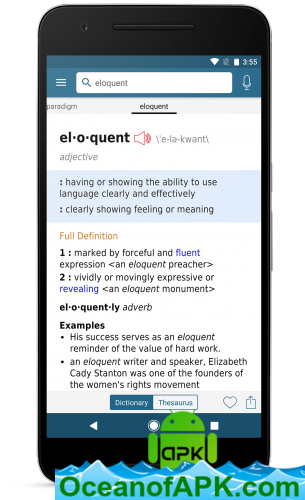 3:55
eloquent
paradigm eloquent
el·o·quent \ˈe-lə-kwənt\
adjective
: having or showing the ability to use
language clearly and effectively
: clearly showing feeling or meaning
Full Definition
1 : marked by forceful and fluent
expression <an eloquent preacher>
2 : vividly or movingly expressive or
revealing <an eloquent monument>
el·o·quent·ly adverb
Examples
• His success serves as an eloquent
reminder of the value of hard work.
• an eloquent writer and speaker, Elizabeth
Cady Stanton was one of the founders of
the women's rights movement
Dictionary Thesaurus
apk
OceanofAPK.com